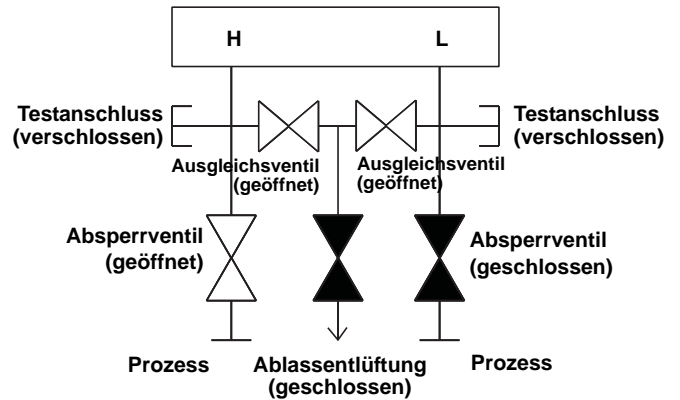 H
L
Testanschluss
(verschlossen)
Testanschluss
(verschlossen)
Ausgleichsventil
(geöffnet)
Ausgleichsventil
(geöffnet)
Absperrventil
(geöffnet)
Absperrventil
(geschlossen)
Prozess
Ablassentlüftung
(geschlossen)
Prozess